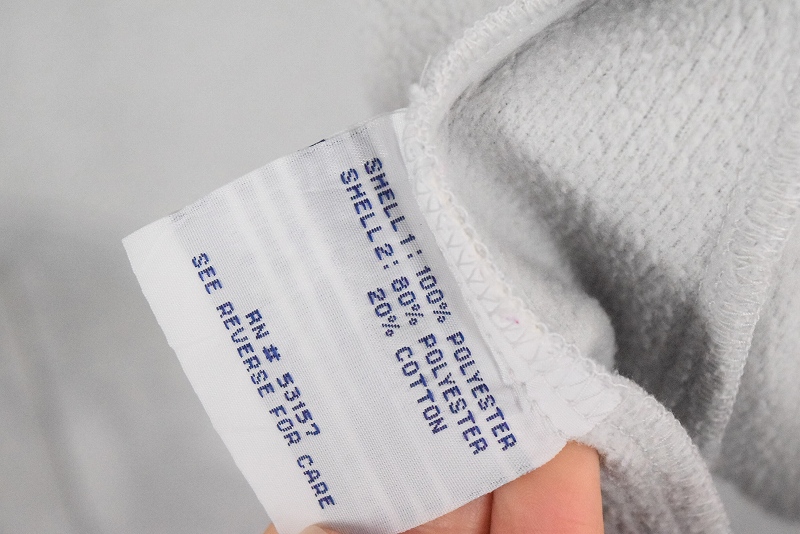 SHELL 1: 100% POLYESTER
SHELL 2: 80% POLYESTER
20% COTTON
RN# 53157
SEE REVERSE FOR CARE